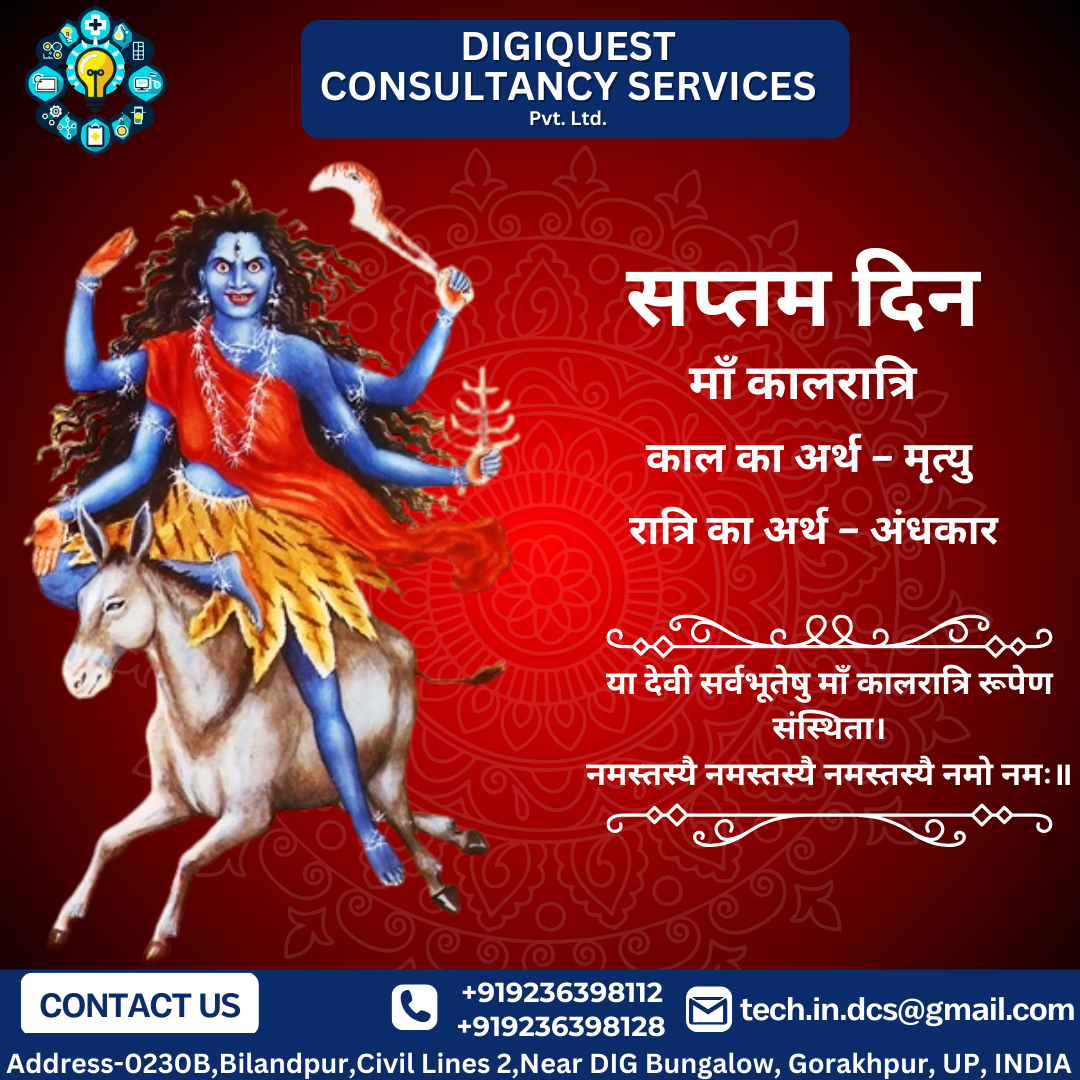 DIGIQUEST
CONSULTANCY SERVICES
Pvt. Ltd.
सप्तम दिन
माँ कालरात्रि
काल का अर्थ – मृत्यु
रात्रि का अर्थ – अंधकार
या देवी सर्वभूतेषु माँ कालरात्रि रूपेण
संस्थिता।
नमस्तस्यै नमस्तस्यै नमस्तस्यै नमो नमः॥
CONTACT US
+919236398112
+919236398128
tech.in.dcs@gmail.com
Address-0230B,Bilandpur,Civil Lines 2,Near DIG Bungalow, Gorakhpur, UP, INDIA